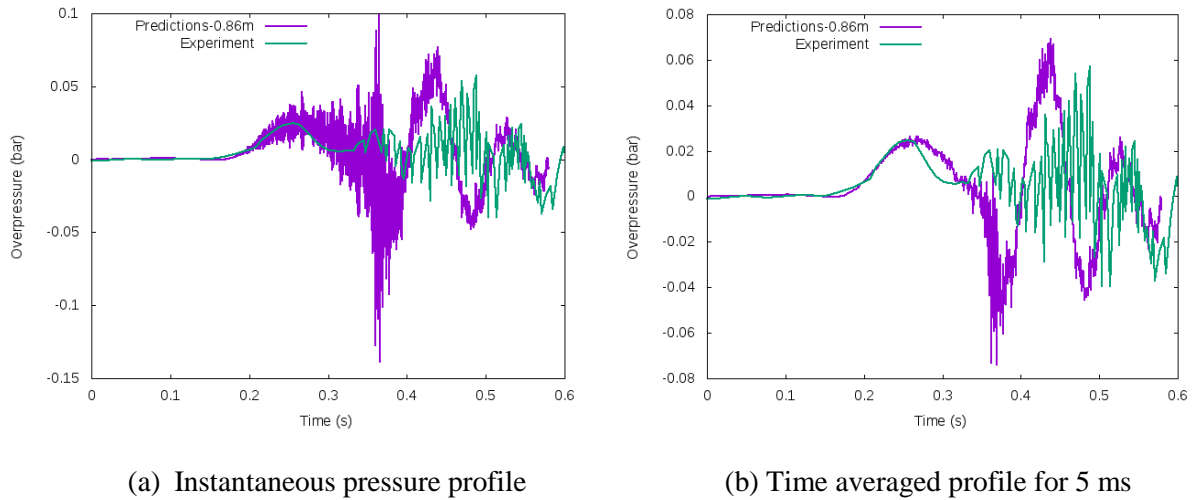 Predictions-0.86m
Experiment
0.1
0.05
0
-0.05
-0.1
-0.15
Overpressure (bar)
0 0.1 0.2 0.3 0.4 0.5 0.6
Time (s)
(a) Instantaneous pressure profile
Predictions-0.86m
Experiment
0.08
0.06
0.04
0.02
0
-0.02
-0.04
-0.06
-0.08
Overpressure (bar)
0 0.1 0.2 0.3 0.4 0.5 0.6
Time (s)
(b) Time averaged profile for 5 ms